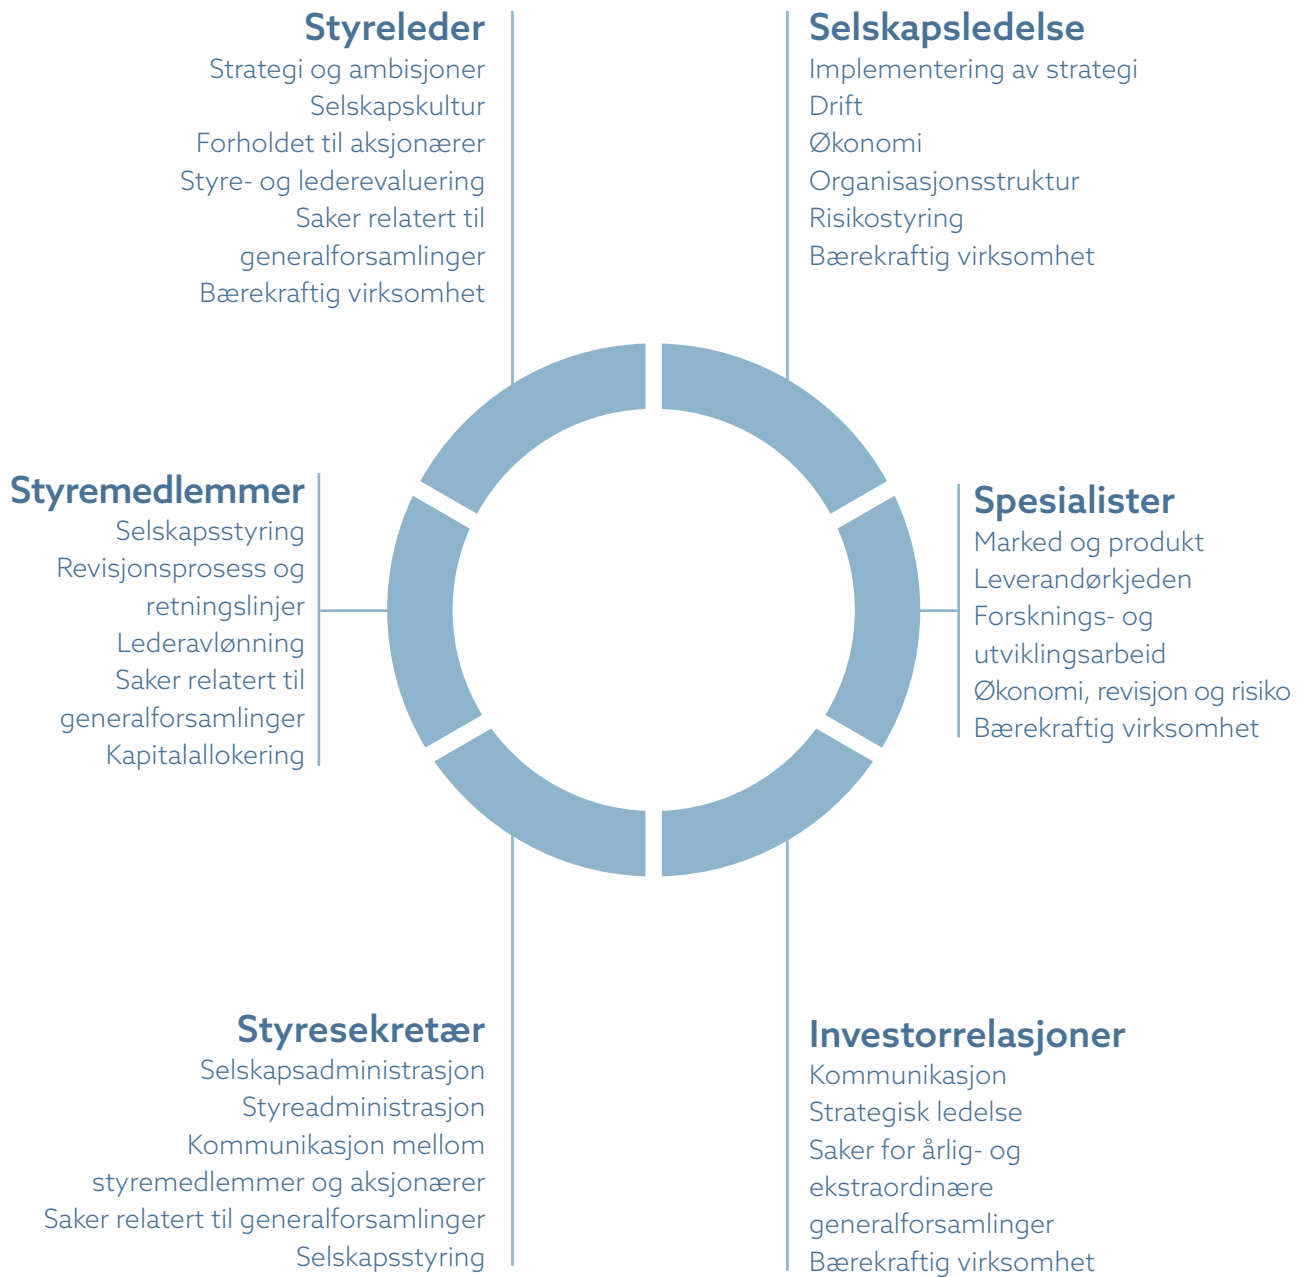 Styreleder
Strategi og ambisjoner
Selskapskultur
Forholdet til aksjonærer
Styre- og lederevaluering
Saker relatert til
generalforsamlinger
Bærekraftig virksomhet
Selskapsledelse
Implementering av strategi
Drift
Økonomi
Organisasjonsstruktur
Risikostyring
Bærekraftig virksomhet
Styremedlemmer
Selskapsstyring
Revisjonsprosess og
retningslinjer
Lederavlønning
Saker relatert til
generalforsamlinger
Kapitalallokering
Spesialister
Marked og produkt
Leverandørkjeden
Forsknings- og
utviklingsarbeid
Økonomi, revisjon og risiko
Bærekraftig virksomhet
Styresekretær
Selskapsadministrasjon
Styreadministrasjon
Kommunikasjon mellom
styremedlemmer og aksjonærer
Saker relatert til generalforsamlinger
Selskapsstyring
Investorrelasjoner
Kommunikasjon
Strategisk ledelse
Saker for årlig- og
ekstraordinære
generalforsamlinger
Bærekraftig virksomhet